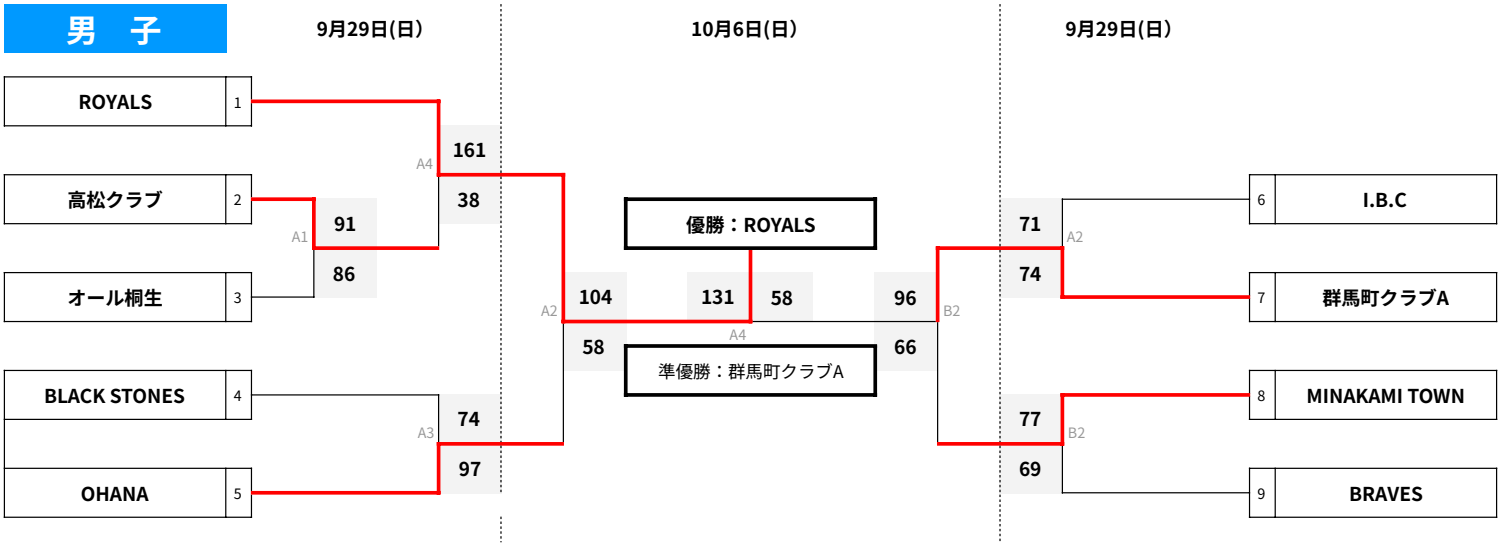 男 子
9月29日(日)
10月6日(日)
9月29日(日)
ROYALS 1
A4
161
38
高松クラブ 2
A1
91
86
オール桐生 3
BLACK STONES 4
A3
74
97
OHANA 5
A2
104
58
優勝：ROYALS
131 58
A4
準優勝：群馬町クラブA
96
B2
66
71
A2
74
6 I.B.C
7 群馬町クラブA
77
B2
69
8 MINAKAMI TOWN
9 BRAVES